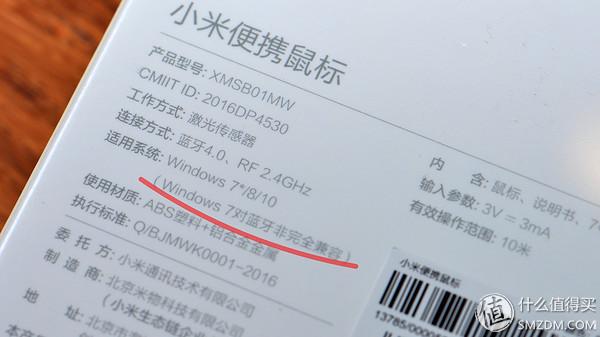 小米便携鼠标
产品型号: XMSB01MW
CMIIT ID: 2016DP4530
工作方式: 激光传感器
连接方式: 蓝牙4.0、RF 2.4GHz
适用系统: Windows 7*/8/10
(Windows 7对蓝牙非完全兼容)
使用材质: ABS塑料+铝合金金属
执行标准: Q/BJMWK0001-2016
委 托 方: 小米通讯技术有限公司
制 造 商: 北京米物科技有限公司
(小米生态链企业
地 址: 北京市
内 含: 鼠标、说明书、7
输入参数: 3V ⎓ 3mA
有效操作范围: 10米
小米便携鼠标
13785/00000
值 什么值得买
SMZDM.COM